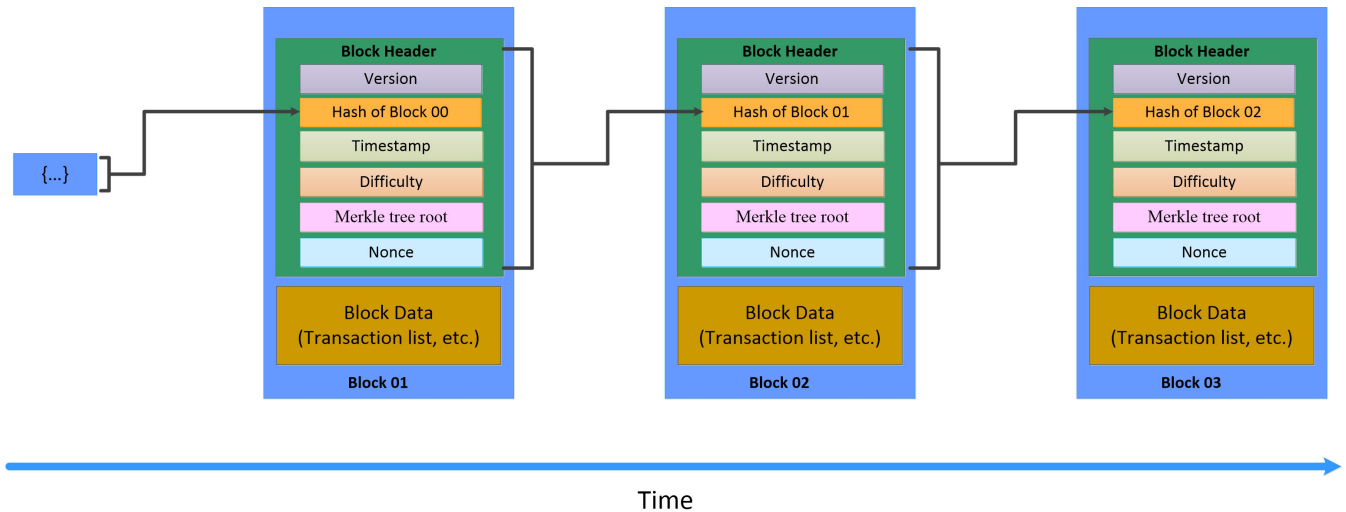 {...}
Block Header
Version
Hash of Block 00
Timestamp
Difficulty
Merkle tree root
Nonce
Block Data
(Transaction list, etc.)
Block 01
Block Header
Version
Hash of Block 01
Timestamp
Difficulty
Merkle tree root
Nonce
Block Data
(Transaction list, etc.)
Block 02
Block Header
Version
Hash of Block 02
Timestamp
Difficulty
Merkle tree root
Nonce
Block Data
(Transaction list, etc.)
Block 03
Time